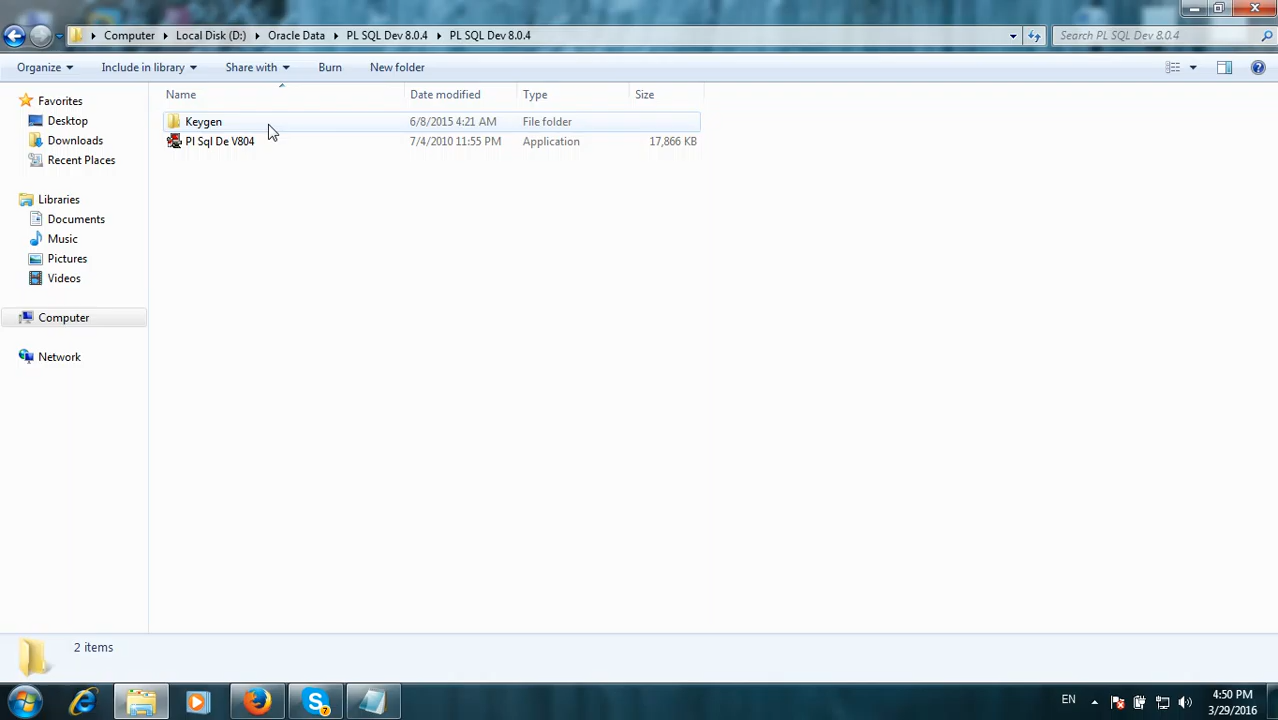 Computer Local Disk (D:) Oracle Data PL SQL Dev 8.0.4 PL SQL Dev 8.0.4 Search PL SQL Dev 8.0.4
Organize Include in library Share with Burn New folder
Name Date modified Type Size
Favorites
Desktop
Downloads
Recent Places
Libraries
Documents
Music
Pictures
Videos
Computer
Network
Keygen 6/8/2015 4:21 AM File folder
Pl Sql De V804 7/4/2010 11:55 PM Application 17,866 KB
2 items
7
EN
4:50 PM
3/29/2016